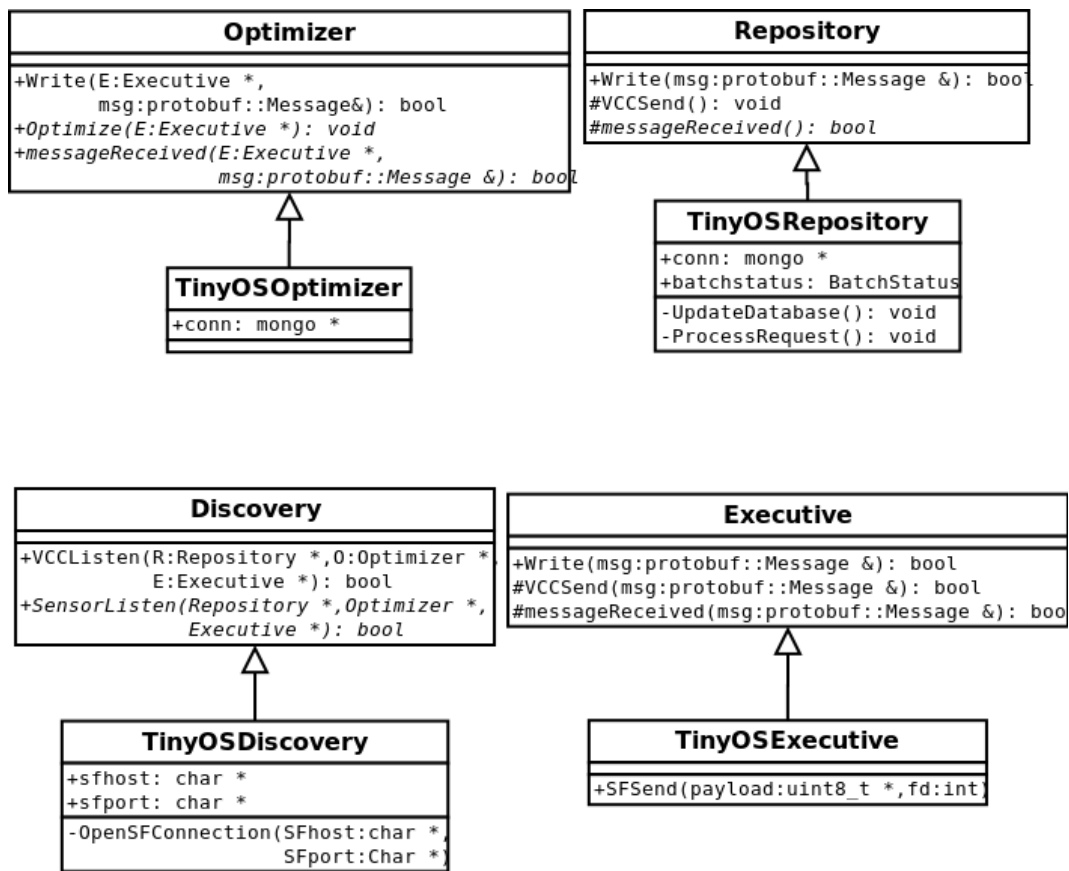 Optimizer
+Write(E:Executive *,
msg:protobuf::Message&): bool
+Optimize(E:Executive *): void
+messageReceived(E:Executive *,
msg:protobuf::Message &): bool
TinyOSOptimizer
+conn: mongo *
Repository
+Write(msg:protobuf::Message &): bool
#VCCSend(): void
#messageReceived(): bool
TinyOSRepository
+conn: mongo *
+batchstatus: BatchStatus
-UpdateDatabase(): void
-ProcessRequest(): void
Discovery
+VCCListen(R:Repository *,O:Optimizer *,
E:Executive *): bool
+SensorListen(Repository *,Optimizer *,
Executive *): bool
TinyOSDiscovery
+sfhost: char *
+sfport: char *
-OpenSFConnection(SFhost:char *,
SFport:Char *)
Executive
+Write(msg:protobuf::Message &): bool
#VCCSend(msg:protobuf::Message &): bool
#messageReceived(msg:protobuf::Message &): boo
TinyOSExecutive
+SFSend(payload:uint8_t *,fd:int)